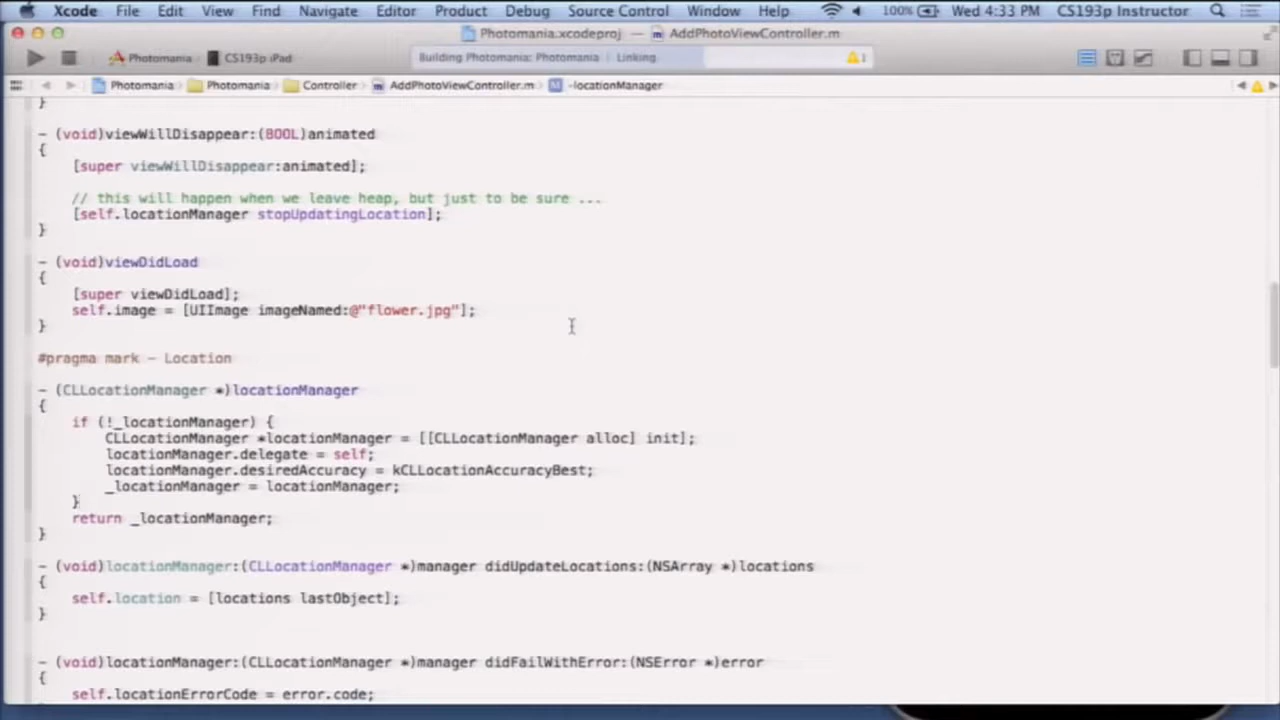 Xcode File Edit View Find Navigate Editor Product Debug Source Control Window Help 100% Wed 4:33 PM CS193p Instructor
Photomania.xcodeproj — AddPhotoViewController.m
Photomania CS193p iPad Building Photomania: Photomania | Linking 1
Photomania Photomania Controller AddPhotoViewController.m M -locationManager
}
- (void)viewWillDisappear:(BOOL)animated
{
[super viewWillDisappear:animated];
// this will happen when we leave heap, but just to be sure ...
[self.locationManager stopUpdatingLocation];
}
- (void)viewDidLoad
{
[super viewDidLoad];
self.image = [UIImage imageNamed:@"flower.jpg"];
}
#pragma mark - Location
- (CLLocationManager *)locationManager
{
if (!_locationManager) {
CLLocationManager *locationManager = [[CLLocationManager alloc] init];
locationManager.delegate = self;
locationManager.desiredAccuracy = kCLLocationAccuracyBest;
_locationManager = locationManager;
}
return _locationManager;
}
- (void)locationManager:(CLLocationManager *)manager didUpdateLocations:(NSArray *)locations
{
self.location = [locations lastObject];
}
- (void)locationManager:(CLLocationManager *)manager didFailWithError:(NSError *)error
{
self.locationErrorCode = error.code;